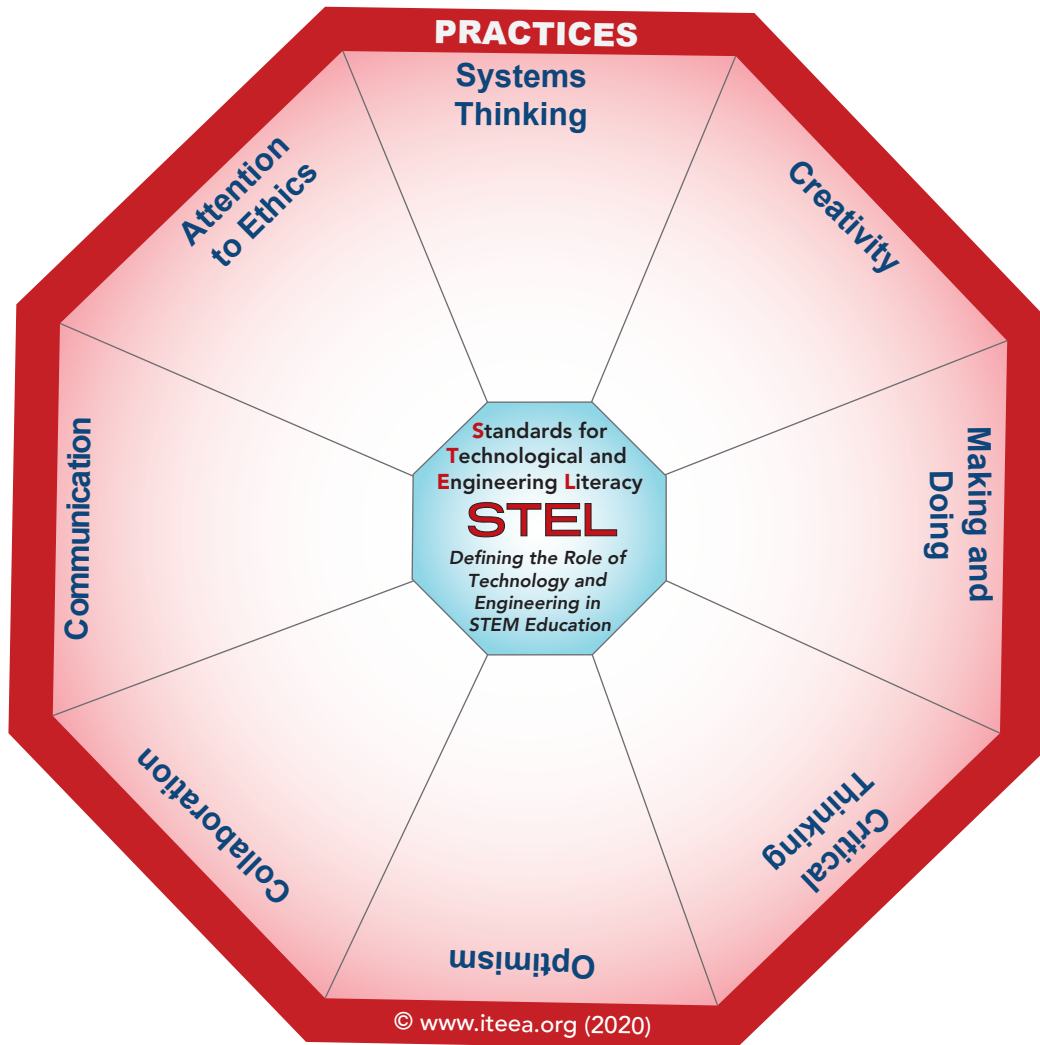 PRACTICES
Systems
Thinking
Creativity
Making and
Doing
Critical
Thinking
Optimism
Collaboration
Communication
Attention
to Ethics
Standards for
Technological and
Engineering Literacy
STEL
Defining the Role of
Technology and
Engineering in
STEM Education
© www.iteea.org (2020)